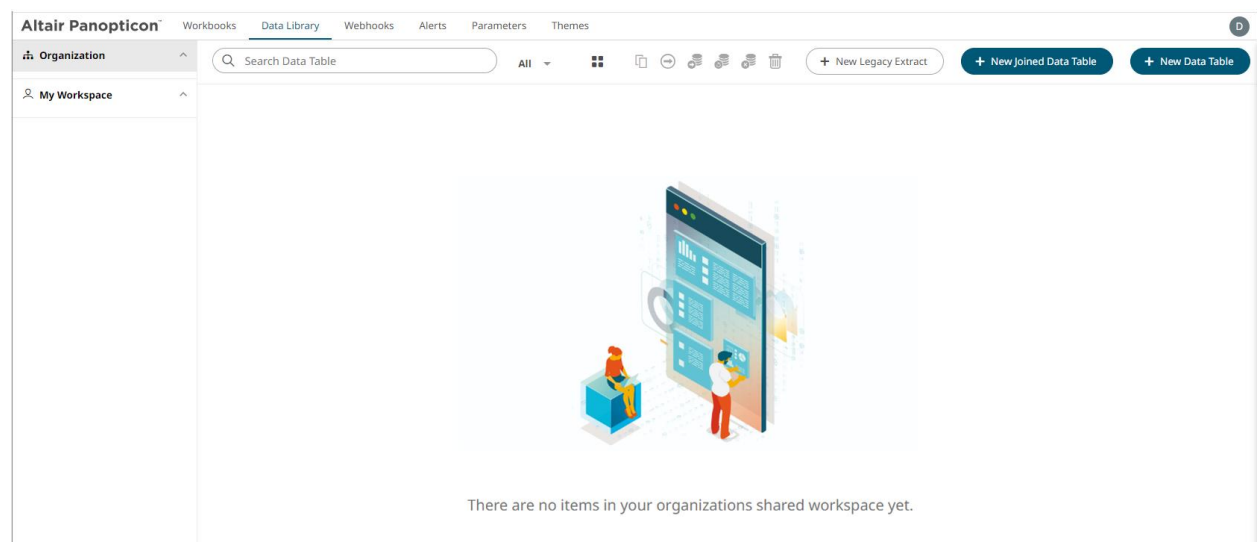 Altair Panopticon™ Workbooks Data Library Webhooks Alerts Parameters Themes D
Organization
Search Data Table All + New Legacy Extract + New Joined Data Table + New Data Table
My Workspace
There are no items in your organizations shared workspace yet.